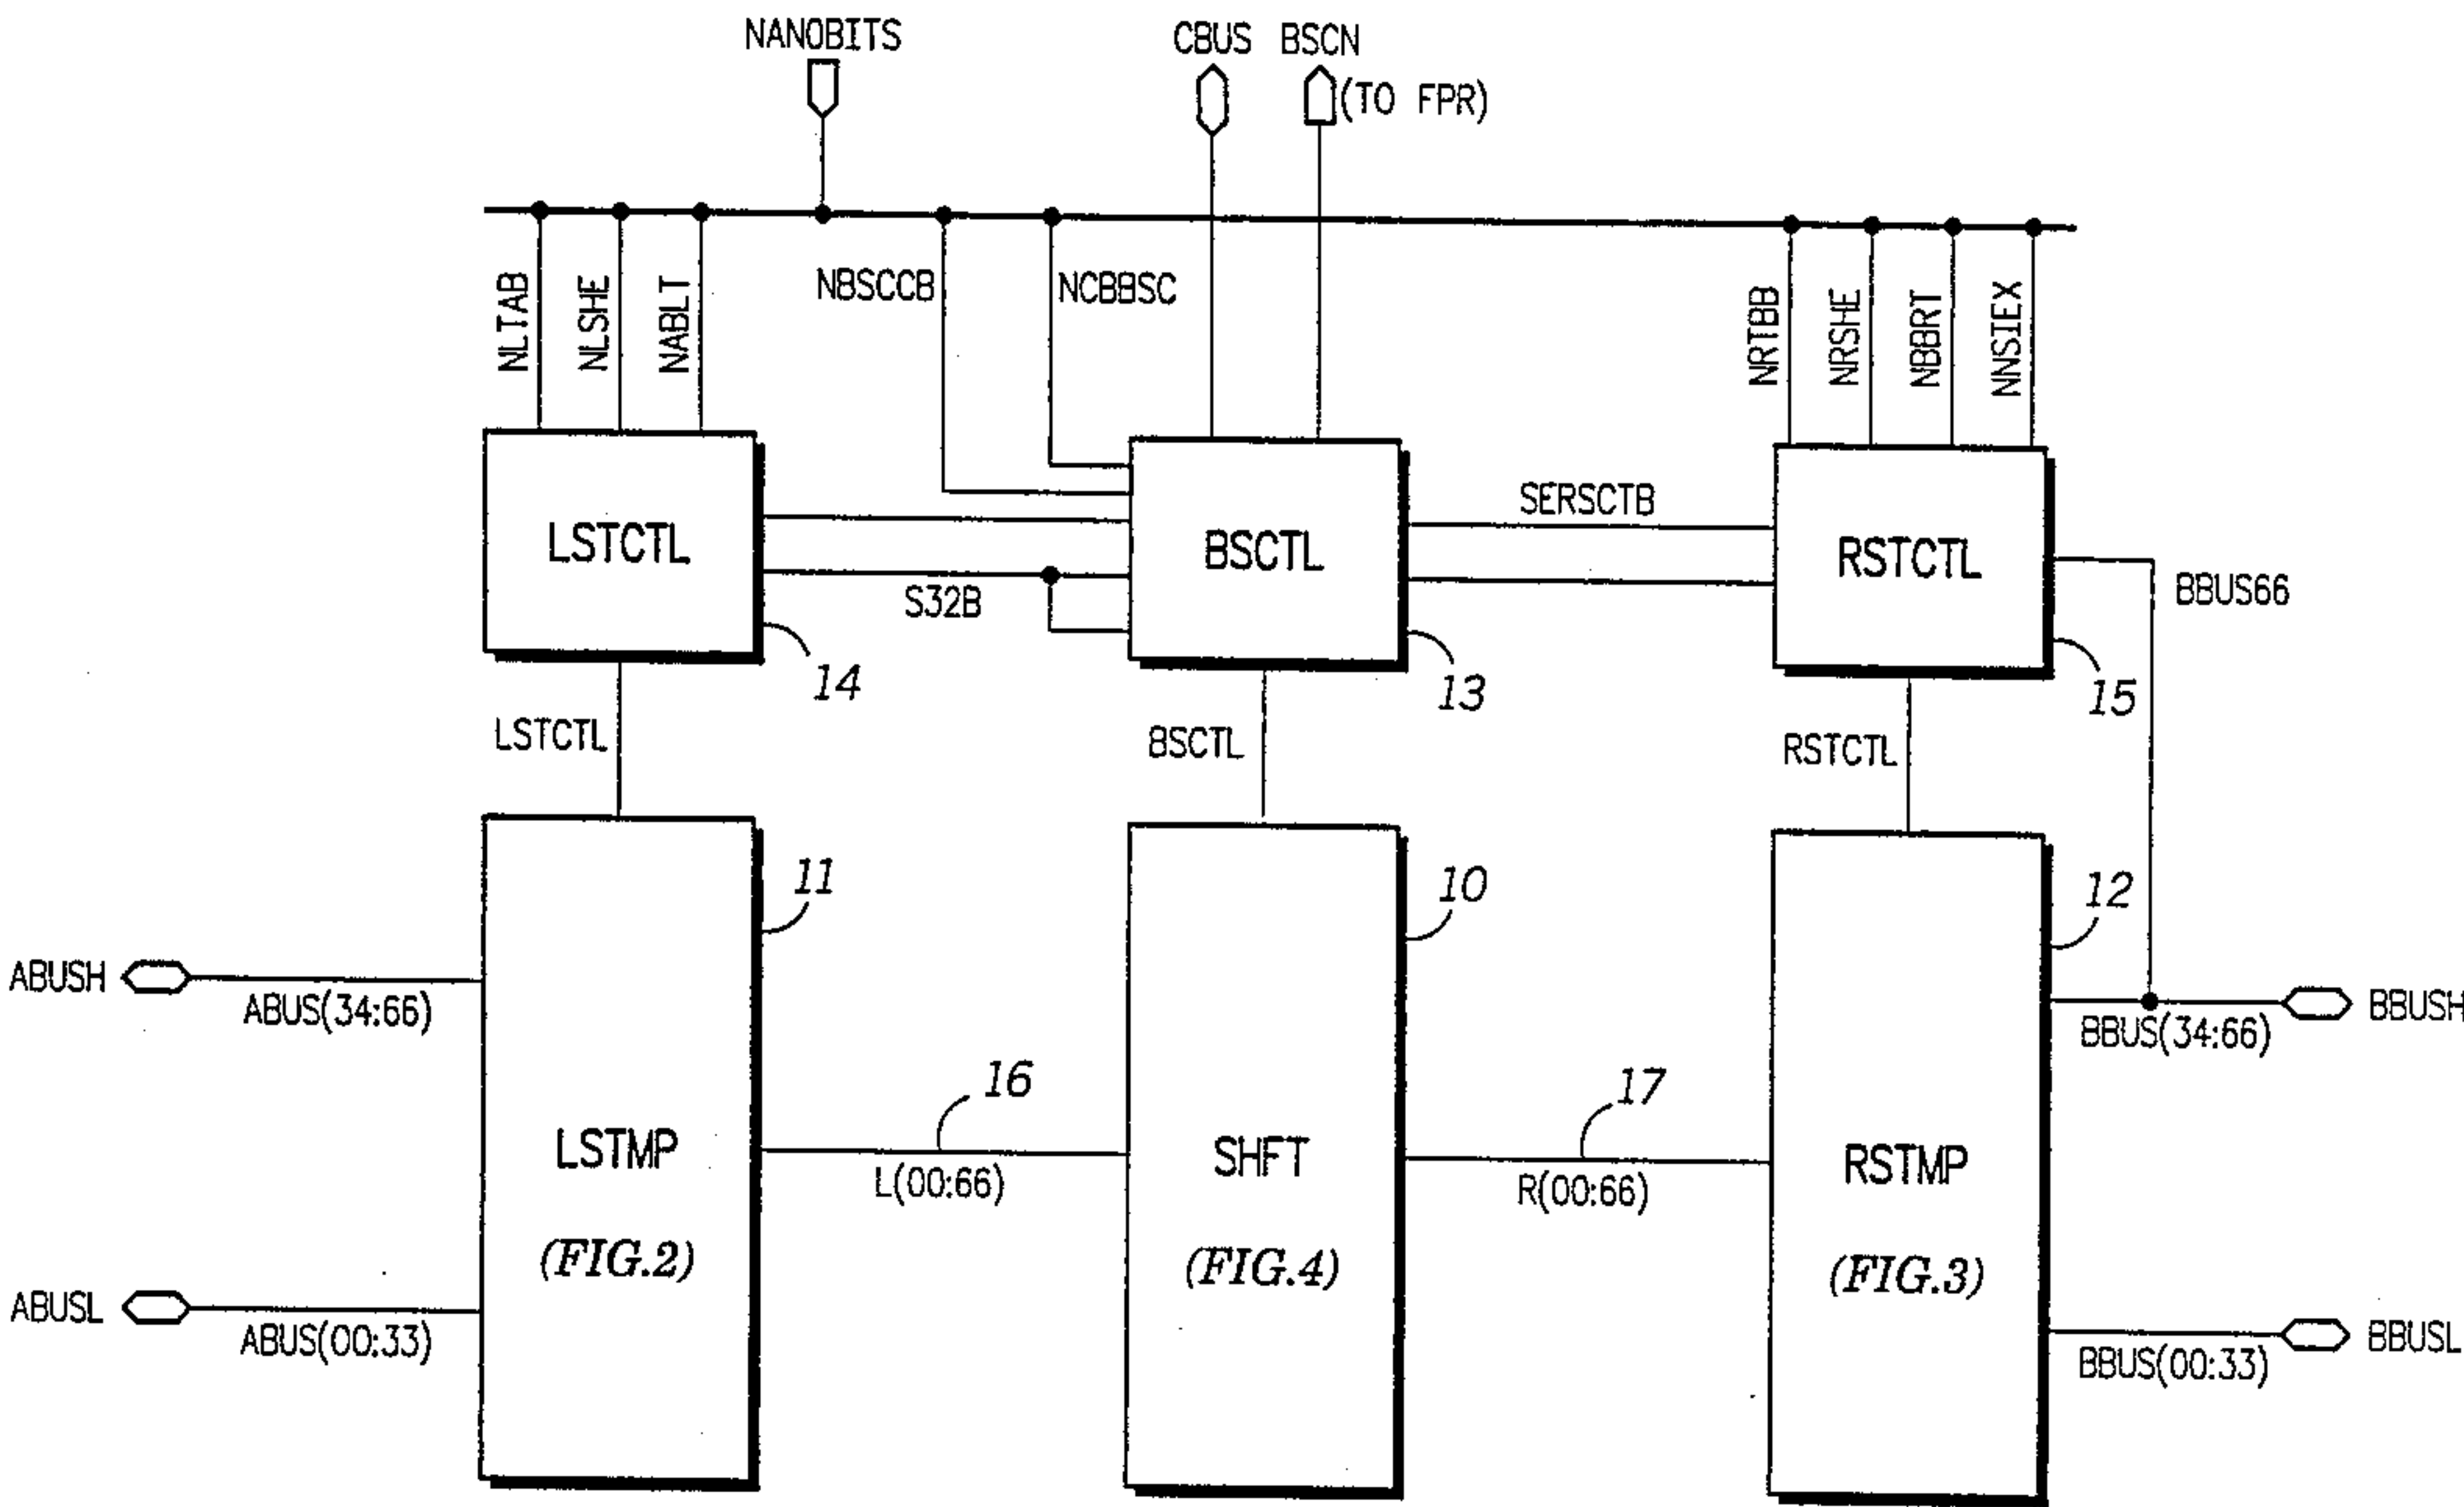 NANOBITS
CBUS
BSCN
(TO FPR)
NLTAB
NLSHE
NABLT
NBSCCB
NCBBSC
NRTBB
NRSHE
NBBRT
NNSIEX
LSTCTL
S32B
BSCTL
SERSCTB
RSTCTL
BBUS66
14
13
15
LSTCTL
BSCTL
RSTCTL
11
10
12
ABUSH
ABUS(34:66)
BBUSH
BBUS(34:66)
16
17
LSTMP
L(00:66)
SHFT
R(00:66)
RSTMP
(FIG.2)
(FIG.4)
(FIG.3)
ABUSL
ABUS(00:33)
BBUSL
BBUS(00:33)